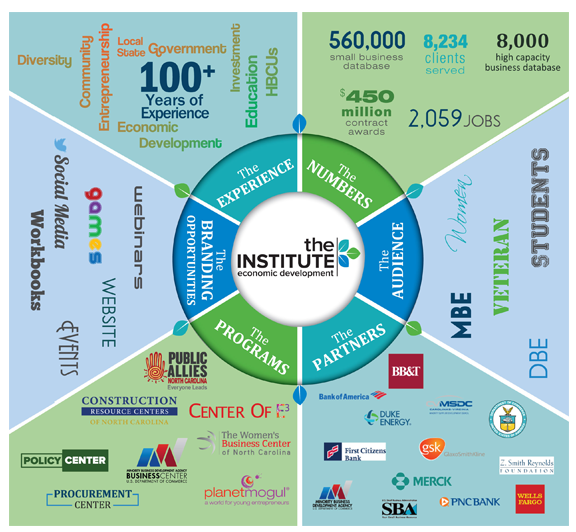 Diversity
Community
Entrepreneurship
Local
State
Government
100+
Years of
Experience
Economic
Development
Investment
Education
HBCUs
560,000
small business
database
8,234
clients
served
8,000
high capacity
business database
$450
million
contract
awards
2,059 JOBS
Social Media
Workbooks
games
webinars
WEBSITE
EVENTS
The
EXPERIENCE
The
NUMBERS
The
BRANDING
OPPORTUNITIES
The
AUDIENCE
The
PROGRAMS
The
PARTNERS
the
INSTITUTE
economic development
Women
STUDENTS
VETERAN
MBE
DBE
PUBLIC
ALLIES
NORTH CAROLINA
Everyone Leads
CONSTRUCTION
RESOURCE CENTERS
OF NORTH CAROLINA
CENTER OF E3
The Women's
Business Center
of North Carolina
POLICY CENTER
MINORITY BUSINESS DEVELOPMENT AGENCY
BUSINESS CENTER
U.S. DEPARTMENT OF COMMERCE
PROCUREMENT
CENTER
planetmogul
a world for young entrepreneurs
BB&T
Bank of America
DUKE
ENERGY.
MSDC
First Citizens
Bank
gsk
GlaxoSmithKline
Z. Smith Reynolds
FOUNDATION
MERCK
MINORITY BUSINESS
DEVELOPMENT AGENCY
U.S. DEPARTMENT OF COMMERCE
SBA
PNC BANK
WELLS
FARGO